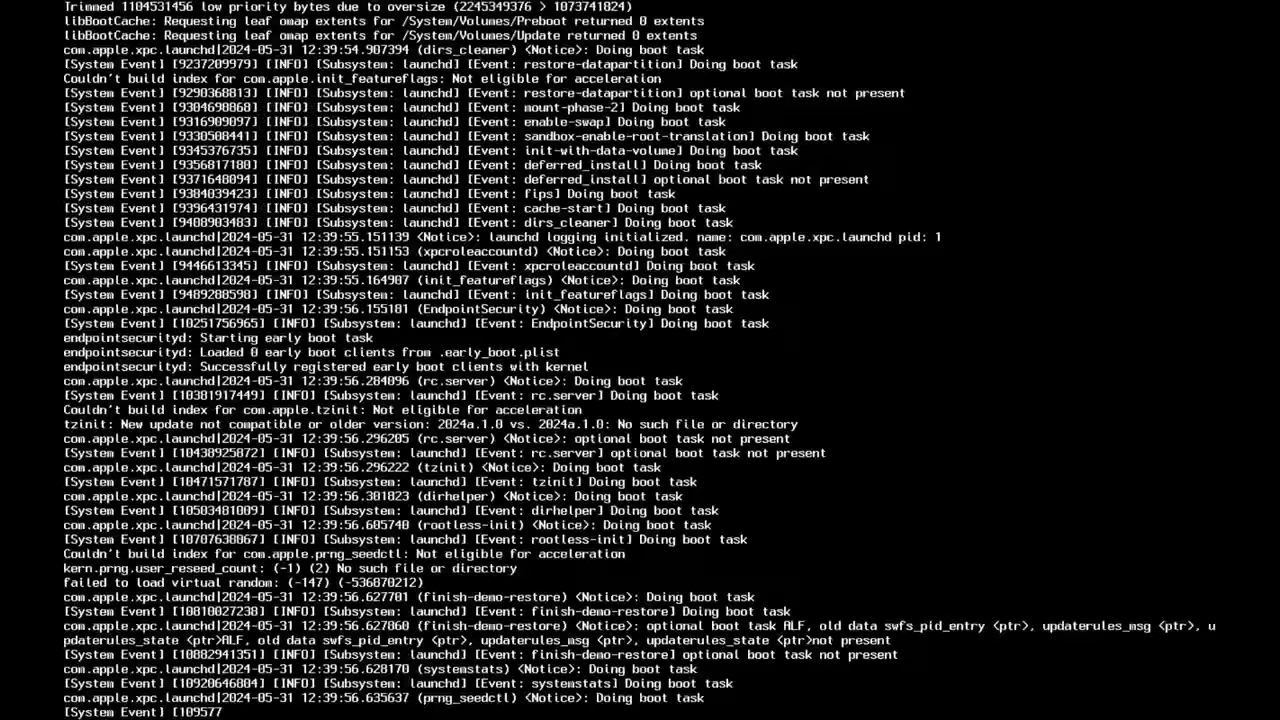 Trimmed 1104531456 low priority bytes due to oversize (2245349376 > 1073741824)
libBootCache: Requesting leaf omap extents for /System/Volumes/Preboot returned 0 extents
libBootCache: Requesting leaf omap extents for /System/Volumes/Update returned 0 extents
com.apple.xpc.launchd|2024-05-31 12:39:54.907394 (dirs_cleaner) <Notice>: Doing boot task
[System Event] [9237209979] [INFO] [Subsystem: launchd] [Event: restore-datapartition] Doing boot task
Couldn't build index for com.apple.init_featureflags: Not eligible for acceleration
[System Event] [9290368813] [INFO] [Subsystem: launchd] [Event: restore-datapartition] optional boot task not present
[System Event] [9304690868] [INFO] [Subsystem: launchd] [Event: mount-phase-2] Doing boot task
[System Event] [9316909097] [INFO] [Subsystem: launchd] [Event: enable-swap] Doing boot task
[System Event] [9330508441] [INFO] [Subsystem: launchd] [Event: sandbox-enable-root-translation] Doing boot task
[System Event] [9345376735] [INFO] [Subsystem: launchd] [Event: init-with-data-volume] Doing boot task
[System Event] [9356817180] [INFO] [Subsystem: launchd] [Event: deferred_install] Doing boot task
[System Event] [9371648094] [INFO] [Subsystem: launchd] [Event: deferred_install] optional boot task not present
[System Event] [9384039423] [INFO] [Subsystem: launchd] [Event: fips] Doing boot task
[System Event] [9396431974] [INFO] [Subsystem: launchd] [Event: cache-start] Doing boot task
[System Event] [9408903483] [INFO] [Subsystem: launchd] [Event: dirs_cleaner] Doing boot task
com.apple.xpc.launchd|2024-05-31 12:39:55.151139 <Notice>: launchd logging initialized. name: com.apple.xpc.launchd pid: 1
com.apple.xpc.launchd|2024-05-31 12:39:55.151153 (xpcroleaccountd) <Notice>: Doing boot task
[System Event] [9446613345] [INFO] [Subsystem: launchd] [Event: xpcroleaccountd] Doing boot task
com.apple.xpc.launchd|2024-05-31 12:39:55.164907 (init_featureflags) <Notice>: Doing boot task
[System Event] [9489288598] [INFO] [Subsystem: launchd] [Event: init_featureflags] Doing boot task
com.apple.xpc.launchd|2024-05-31 12:39:56.155181 (EndpointSecurity) <Notice>: Doing boot task
[System Event] [10251756965] [INFO] [Subsystem: launchd] [Event: EndpointSecurity] Doing boot task
endpointsecurityd: Starting early boot task
endpointsecurityd: Loaded 0 early boot clients from .early_boot.plist
endpointsecurityd: Successfully registered early boot clients with kernel
com.apple.xpc.launchd|2024-05-31 12:39:56.284096 (rc.server) <Notice>: Doing boot task
[System Event] [10381917449] [INFO] [Subsystem: launchd] [Event: rc.server] Doing boot task
Couldn't build index for com.apple.tzinit: Not eligible for acceleration
tzinit: New update not compatible or older version: 2024a.1.0 vs. 2024a.1.0: No such file or directory
com.apple.xpc.launchd|2024-05-31 12:39:56.296205 (rc.server) <Notice>: optional boot task not present
[System Event] [10438925872] [INFO] [Subsystem: launchd] [Event: rc.server] optional boot task not present
com.apple.xpc.launchd|2024-05-31 12:39:56.296222 (tzinit) <Notice>: Doing boot task
[System Event] [10471571787] [INFO] [Subsystem: launchd] [Event: tzinit] Doing boot task
com.apple.xpc.launchd|2024-05-31 12:39:56.301823 (dirhelper) <Notice>: Doing boot task
[System Event] [10503481009] [INFO] [Subsystem: launchd] [Event: dirhelper] Doing boot task
com.apple.xpc.launchd|2024-05-31 12:39:56.605740 (rootless-init) <Notice>: Doing boot task
[System Event] [10787638067] [INFO] [Subsystem: launchd] [Event: rootless-init] Doing boot task
Couldn't build index for com.apple.prng_seedctl: Not eligible for acceleration
kern.prng.user_reseed_count: (-1) (2) No such file or directory
failed to load virtual random: (-147) (-536870212)
com.apple.xpc.launchd|2024-05-31 12:39:56.627701 (finish-demo-restore) <Notice>: Doing boot task
[System Event] [10810027238] [INFO] [Subsystem: launchd] [Event: finish-demo-restore] Doing boot task
com.apple.xpc.launchd|2024-05-31 12:39:56.627860 (finish-demo-restore) <Notice>: optional boot task ALF, old data swfs_pid_entry <ptr>, updaterules_msg <ptr>, u
pdaterules_state <ptr>ALF, old data swfs_pid_entry <ptr>, updaterules_msg <ptr>, updaterules_state <ptr>not present
[System Event] [10882941351] [INFO] [Subsystem: launchd] [Event: finish-demo-restore] optional boot task not present
com.apple.xpc.launchd|2024-05-31 12:39:56.628170 (systemstats) <Notice>: Doing boot task
[System Event] [10920646804] [INFO] [Subsystem: launchd] [Event: systemstats] Doing boot task
com.apple.xpc.launchd|2024-05-31 12:39:56.635637 (prng_seedctl) <Notice>: Doing boot task
[System Event] [109577